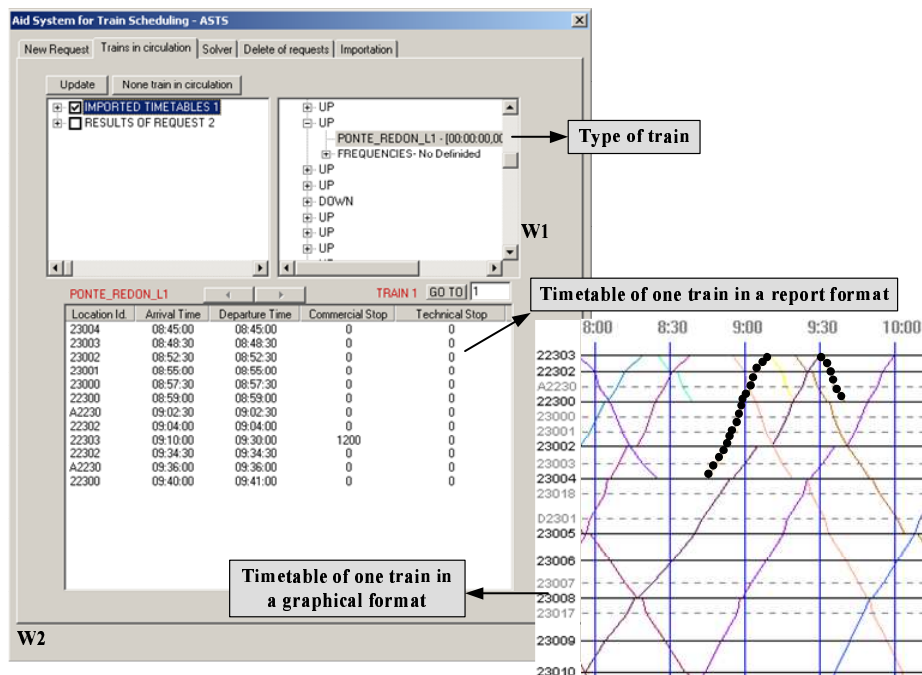 Aid System for Train Scheduling - ASTS
New Request Trains in circulation Solver Delete of requests Importation
Update None train in circulation
IMPORTED TIMETABLES 1
RESULTS OF REQUEST 2
UP
UP
PONTE_REDON_L1 - [00:00:00,00
FREQUENCIES- No Definided
UP
UP
DOWN
UP
UP
UP
Type of train
W1
PONTE_REDON_L1 TRAIN 1 GO TO 1
Location Id. Arrival Time Departure Time Commercial Stop Technical Stop
23004 08:45:00 08:45:00 0 0
23003 08:48:30 08:48:30 0 0
23002 08:52:30 08:52:30 0 0
23001 08:55:00 08:55:00 0 0
23000 08:57:30 08:57:30 0 0
22300 08:59:00 08:59:00 0 0
A2230 09:02:30 09:02:30 0 0
22302 09:04:00 09:04:00 0 0
22303 09:10:00 09:30:00 1200 0
22302 09:34:30 09:34:30 0 0
A2230 09:36:00 09:36:00 0 0
22300 09:40:00 09:41:00 0 0
Timetable of one train in a report format
8:00 8:30 9:00 9:30 10:00
22303
22302
A2230
22300
23000
23001
23002
23003
23004
23018
D2301
23005
23006
23007
23008
23017
23009
23010
Timetable of one train in
a graphical format
W2